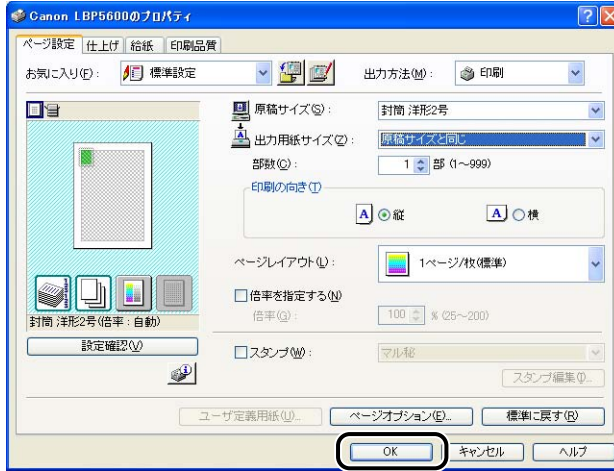 Canon LBP5600のプロパティ
ページ設定 仕上げ 給紙 印刷品質
お気に入り(F): 標準設定 出力方法(M): 印刷
原稿サイズ(S): 封筒 洋形2号
出力用紙サイズ(Z): 原稿サイズと同じ
部数(C): 1 部 (1~999)
印刷の向き(T)
A 縦 A 横
ページレイアウト(L): 1ページ/枚(標準)
倍率を指定する(N)
倍率(G): 100 % (25~200)
封筒 洋形2号(倍率:自動)
設定確認(V)
スタンプ(W): マル秘
スタンプ編集(I)...
ユーザ定義用紙(U)... ページオプション(E)... 標準に戻す(R)
OK キャンセル ヘルプ